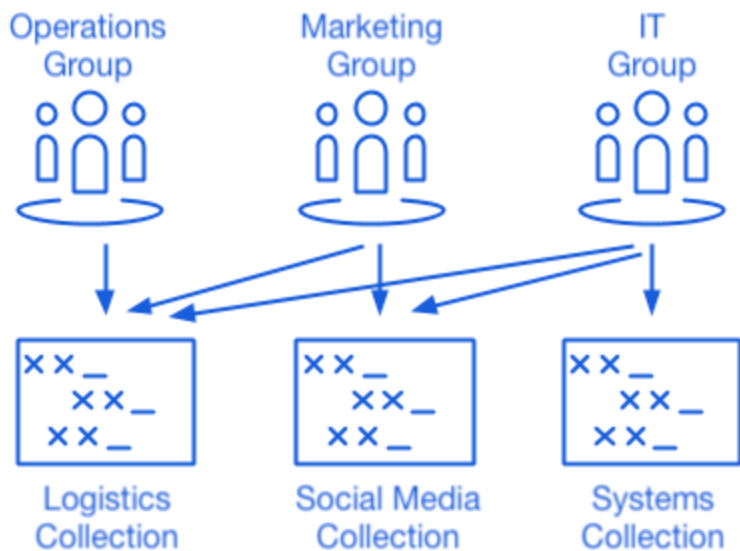 Operations
Group
Marketing
Group
IT
Group
Logistics
Collection
Social Media
Collection
Systems
Collection